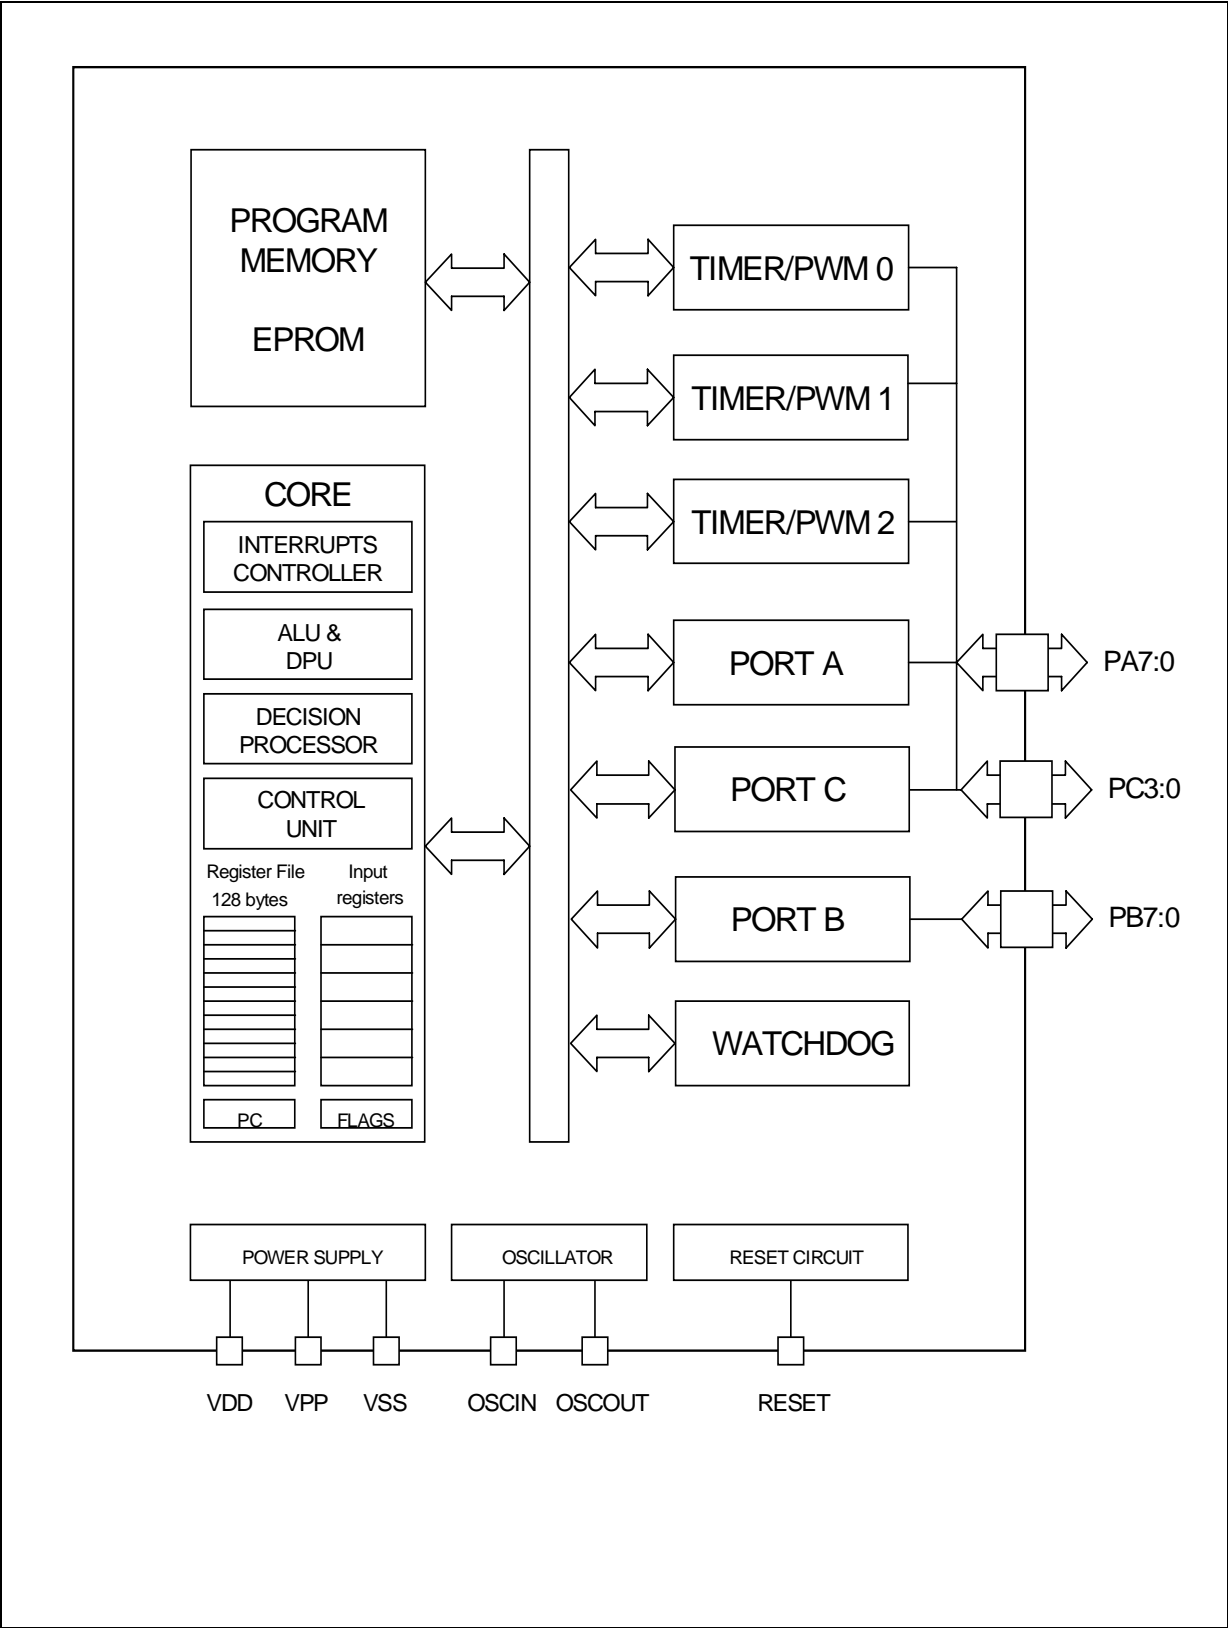 PROGRAM
MEMORY
EPROM
CORE
INTERRUPTS
CONTROLLER
ALU &
DPU
DECISION
PROCESSOR
CONTROL
UNIT
Register File
128 bytes
Input
registers
PC
FLAGS
TIMER/PWM 0
TIMER/PWM 1
TIMER/PWM 2
PORT A
PORT C
PORT B
WATCHDOG
PA7:0
PC3:0
PB7:0
POWER SUPPLY
OSCILLATOR
RESET CIRCUIT
VDD
VPP
VSS
OSCIN
OSCOUT
RESET